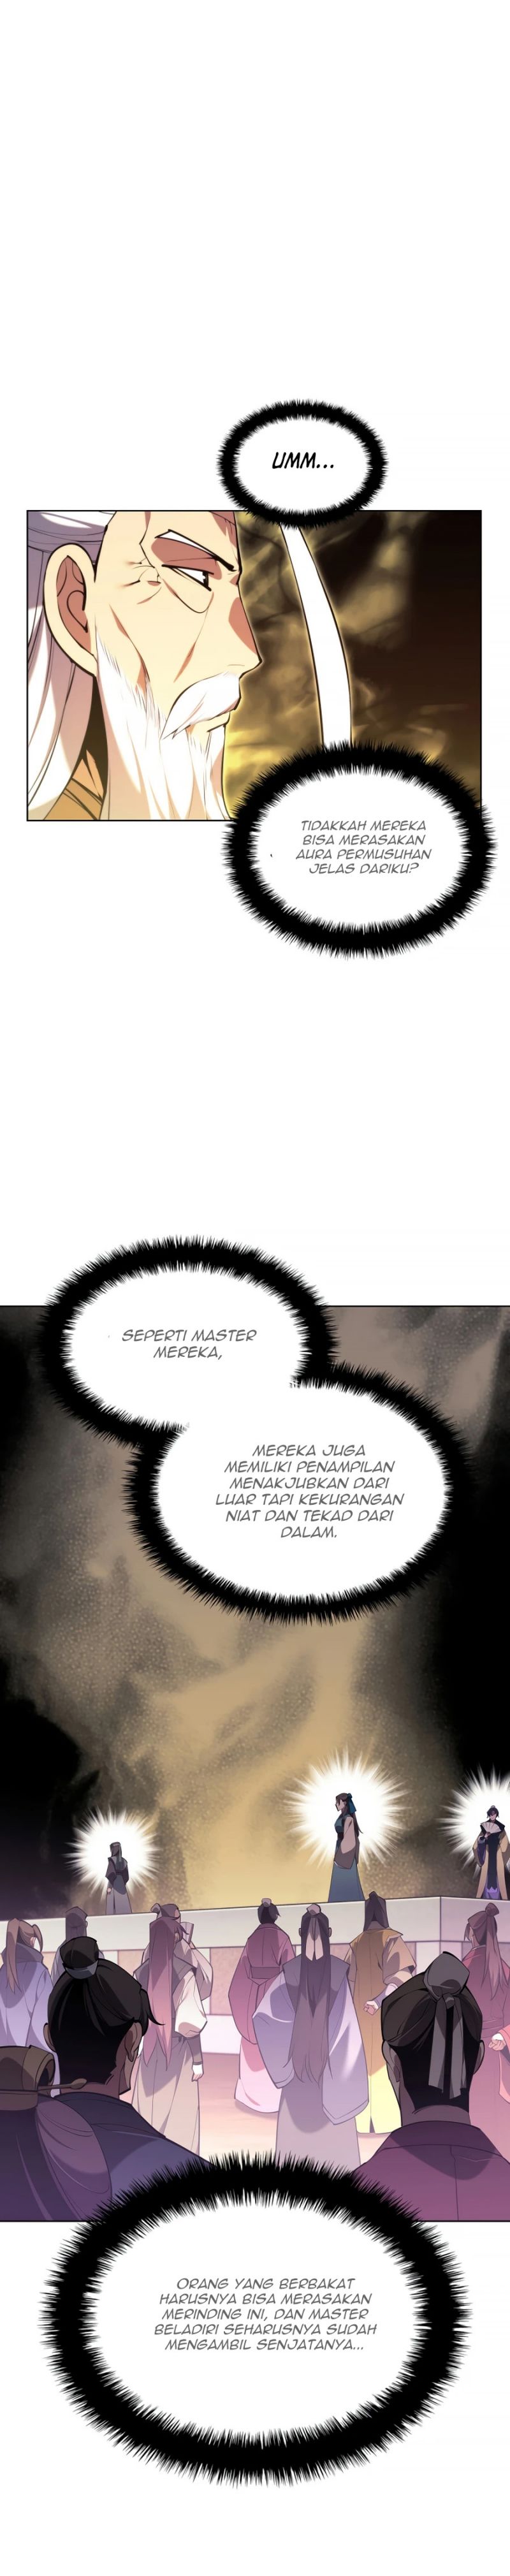 UMM...
TIDAKKAH MEREKA
BISA MERASAKAN
AURA PERMUSUHAN
JELAS DARIKU?
SEPERTI MASTER
MEREKA,
MEREKA JUGA
MEMILIKI PENAMPILAN
MENAKJUBKAN DARI
LUAR TAPI KEKURANGAN
NIAT DAN TEKAD DARI
DALAM.
ORANG YANG BERBAKAT
HARUSNYA BISA MERASAKAN
MERINDING INI, DAN MASTER
BELADIRI SEHARUSNYA SUDAH
MENGAMBIL SENJATANYA...